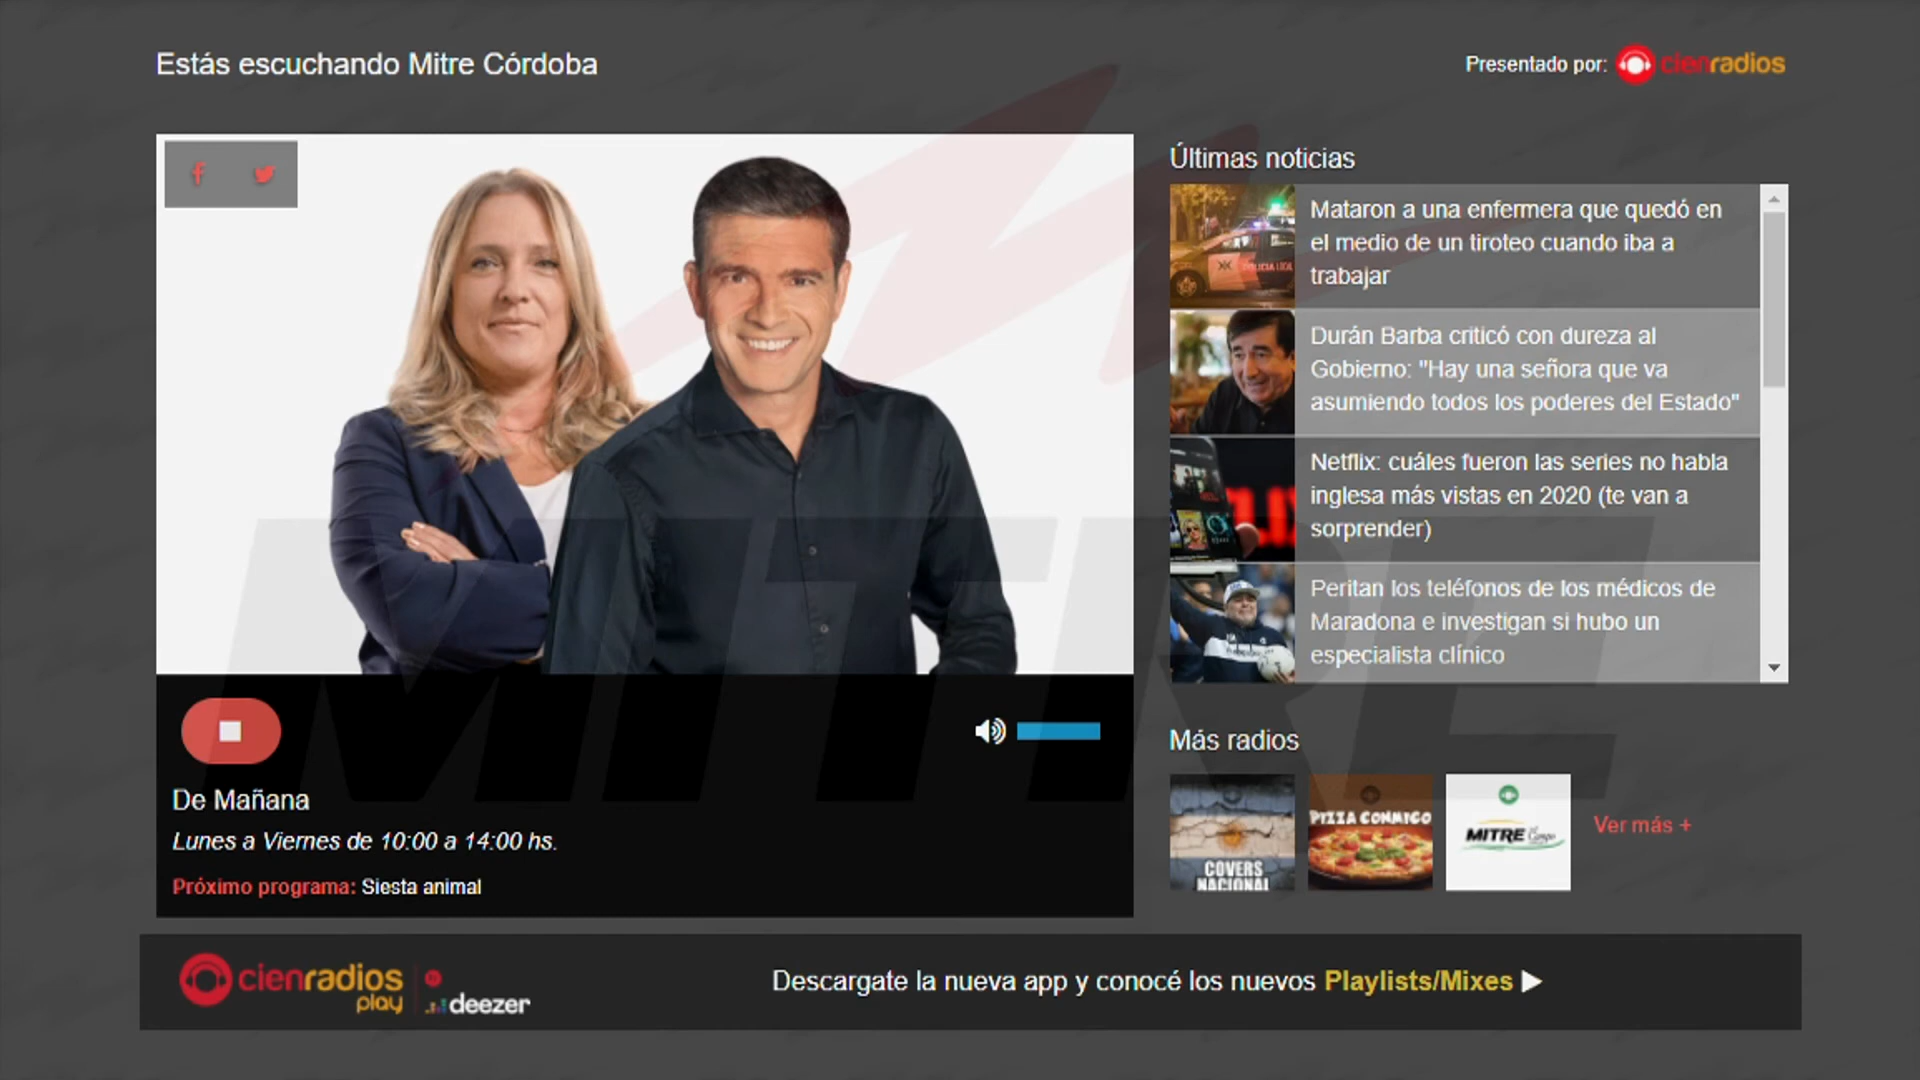 Estás escuchando Mitre Córdoba
Presentado por:
cienradios
Últimas noticias
Mataron a una enfermera que quedó en
el medio de un tiroteo cuando iba a
trabajar
Durán Barba criticó con dureza al
Gobierno: "Hay una señora que va
asumiendo todos los poderes del Estado"
Netflix: cuáles fueron las series no habla
inglesa más vistas en 2020 (te van a
sorprender)
Peritan los teléfonos de los médicos de
Maradona e investigan si hubo un
especialista clínico
MITRE
De Mañana
Lunes a Viernes de 10:00 a 14:00 hs.
Próximo programa: Siesta animal
Más radios
COVERS
NACIONAL
PIZZA CONMIGO
MITRE
Ver más +
cienradios
play
deezer
Descargate la nueva app y conocé los nuevos Playlists/Mixes